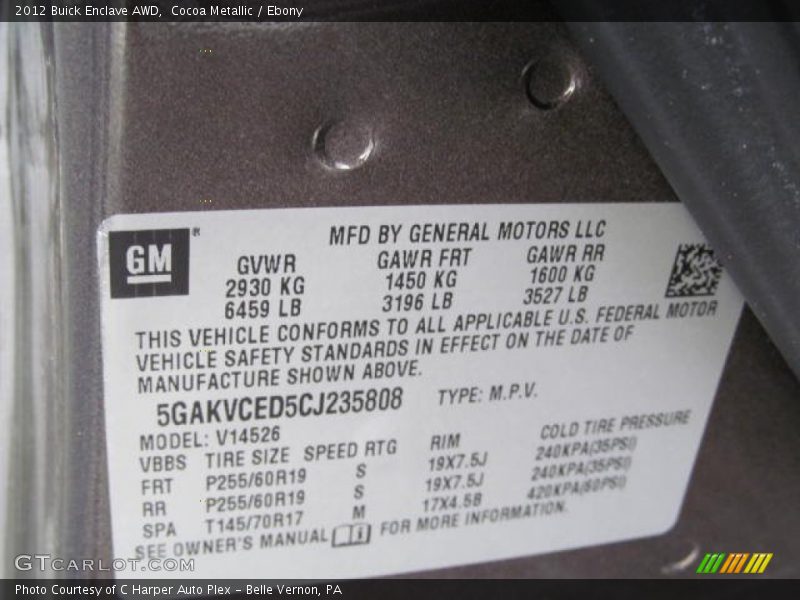 2012 Buick Enclave AWD, Cocoa Metallic / Ebony
GM ®
MFD BY GENERAL MOTORS LLC
GVWR GAWR FRT GAWR RR
2930 KG 1450 KG 1600 KG
6459 LB 3196 LB 3527 LB
THIS VEHICLE CONFORMS TO ALL APPLICABLE U.S. FEDERAL MOTOR
VEHICLE SAFETY STANDARDS IN EFFECT ON THE DATE OF
MANUFACTURE SHOWN ABOVE.
5GAKVCED5CJ235808 TYPE: M.P.V.
MODEL: V14526
VBBS TIRE SIZE SPEED RTG RIM COLD TIRE PRESSURE
FRT P255/60R19 S 19X7.5J 240KPA(35PSI)
RR P255/60R19 S 19X7.5J 240KPA(35PSI)
SPA T145/70R17 M 17X4.5B 420KPA(60PSI)
SEE OWNER'S MANUAL FOR MORE INFORMATION.
GTCarLot.com
Photo Courtesy of C Harper Auto Plex - Belle Vernon, PA